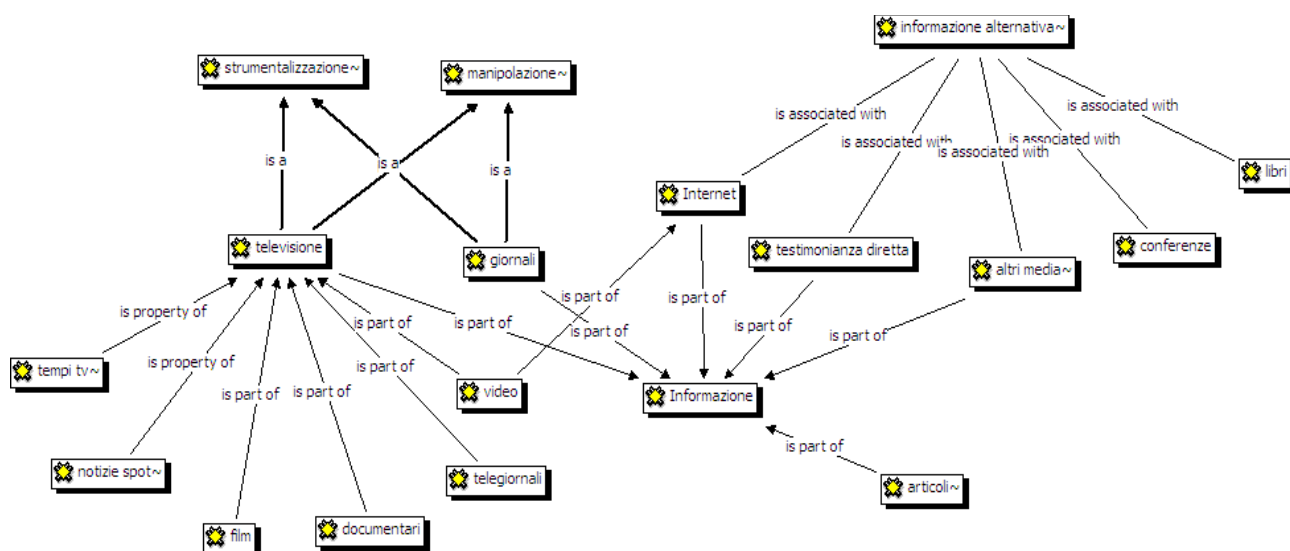 informazione alternativa~
strumentalizzazione~
manipolazione~
is associated with
is associated with
is associated with
is associated with
is associated with
is a
is a
is a
libri
Internet
televisione
giornali
testimonianza diretta
conferenze
altri media~
is property of
is part of
is part of
is part of
is part of
is part of
is part of
is part of
is property of
is part of
tempi tv~
is part of
is part of
video
Informazione
is part of
notizie spot~
telegiornali
articoli~
film
documentari